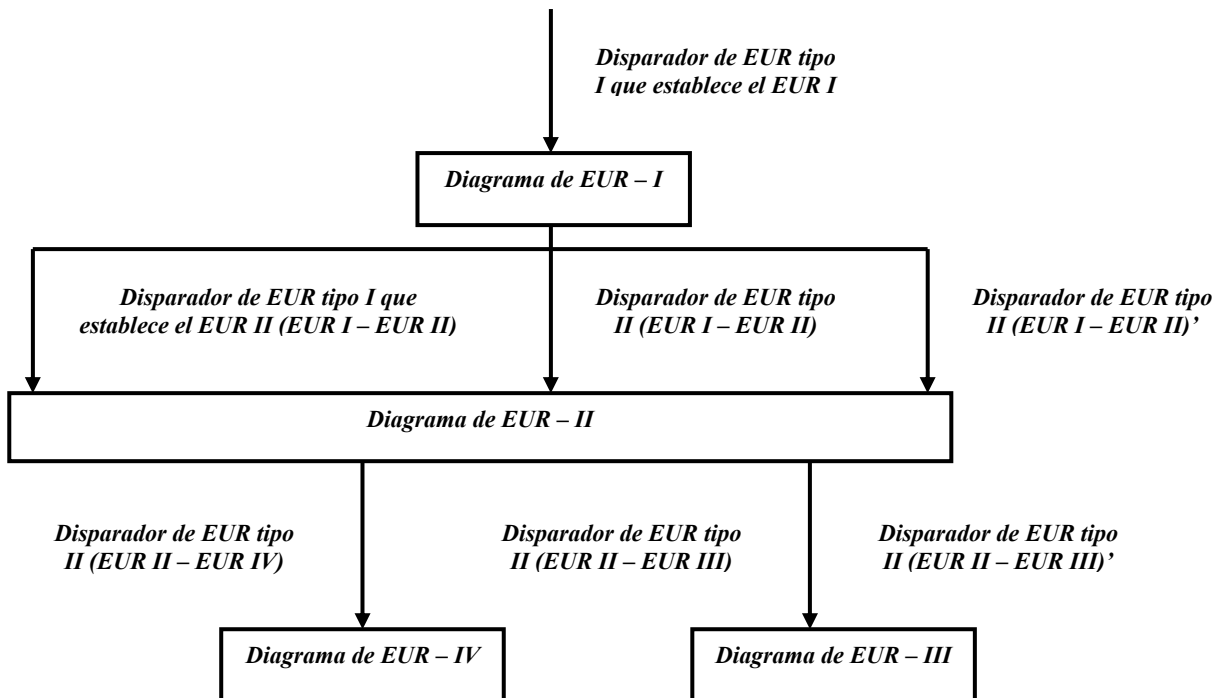 Disparador de EUR tipo
I que establece el EUR I
Diagrama de EUR – I
Disparador de EUR tipo I que
establece el EUR II (EUR I – EUR II)
Disparador de EUR tipo
II (EUR I – EUR II)
Disparador de EUR tipo
II (EUR I – EUR II)’
Diagrama de EUR – II
Disparador de EUR tipo
II (EUR II – EUR IV)
Disparador de EUR tipo
II (EUR II – EUR III)
Disparador de EUR tipo
II (EUR II – EUR III)’
Diagrama de EUR – IV
Diagrama de EUR – III